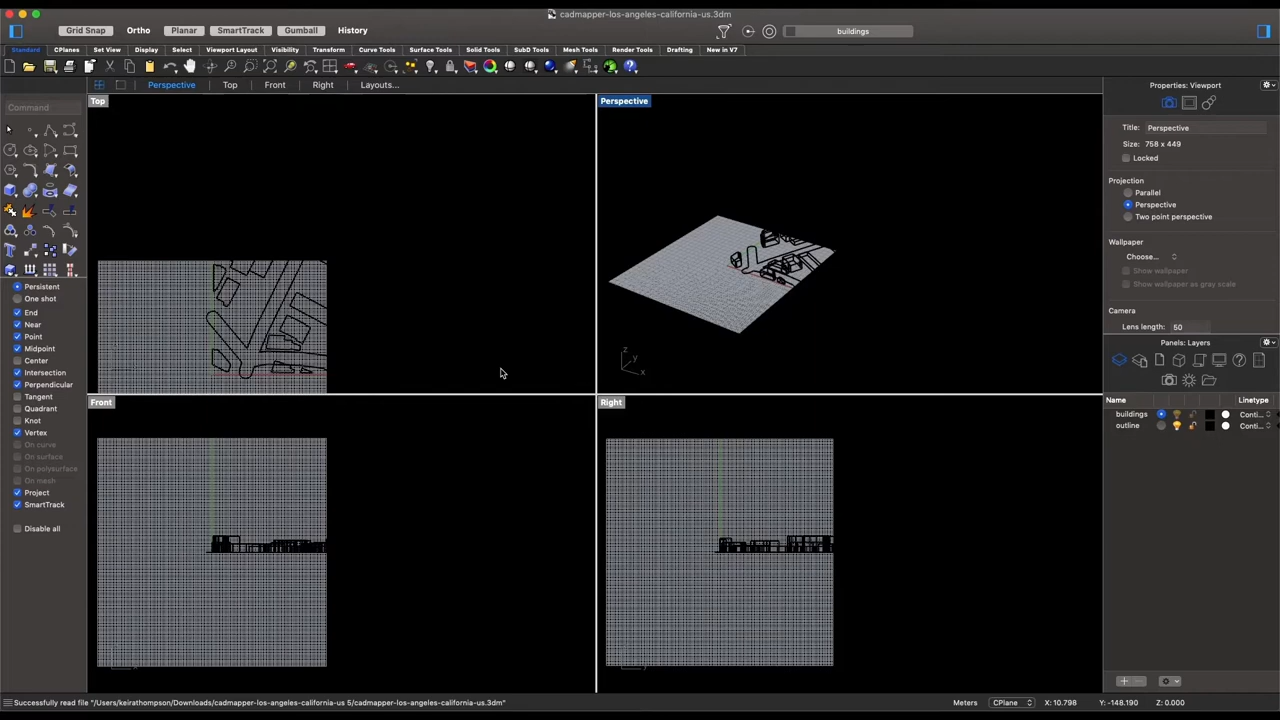 cadmapper-los-angeles-california-us.3dm
Grid Snap Ortho Planar SmartTrack Gumball History buildings
Standard CPlanes Set View Display Select Viewport Layout Visibility Transform Curve Tools Surface Tools Solid Tools SubD Tools Mesh Tools Render Tools Drafting New in V7
Perspective Top Front Right Layouts...
Properties: Viewport
Command
Top
Perspective
Title: Perspective
Size: 758 x 449
Locked
Projection
Parallel
Perspective
Two point perspective
Wallpaper
Choose...
Show wallpaper
Show wallpaper as gray scale
Camera
Lens length: 50
Persistent
One shot
End
Near
Point
Midpoint
Center
Intersection
Perpendicular
Tangent
Quadrant
Knot
Vertex
On curve
On surface
On polysurface
On mesh
Project
SmartTrack
Disable all
z
y
x
Front
Right
Panels: Layers
Name Linetype
buildings Conti...
outline Conti...
Successfully read file "/Users/keirathompson/Downloads/cadmapper-los-angeles-california-us 5/cadmapper-los-angeles-california-us.3dm"
Meters CPlane X: 10.798 Y: -148.190 Z: 0.000